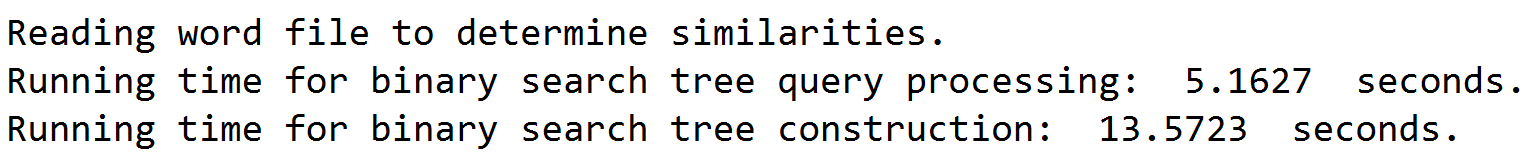 Reading word file to determine similarities.
Running time for binary search tree query processing:  5.1627  seconds.
Running time for binary search tree construction:  13.5723  seconds.